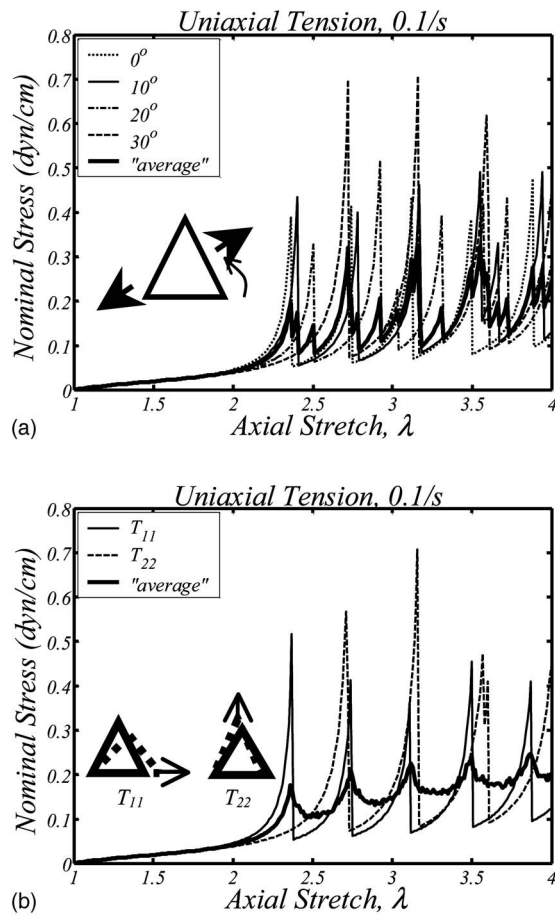 Uniaxial Tension, 0.1/s
Nominal Stress (dyn/cm)
0.8
0.7
0.6
0.5
0.4
0.3
0.2
0.1
0
0°
10°
20°
30°
"average"
1 1.5 2 2.5 3 3.5 4
(a)
Axial Stretch, λ
Uniaxial Tension, 0.1/s
Nominal Stress (dyn/cm)
0.8
0.7
0.6
0.5
0.4
0.3
0.2
0.1
0
T11
T22
"average"
T11 T22
1 1.5 2 2.5 3 3.5 4
(b)
Axial Stretch, λ